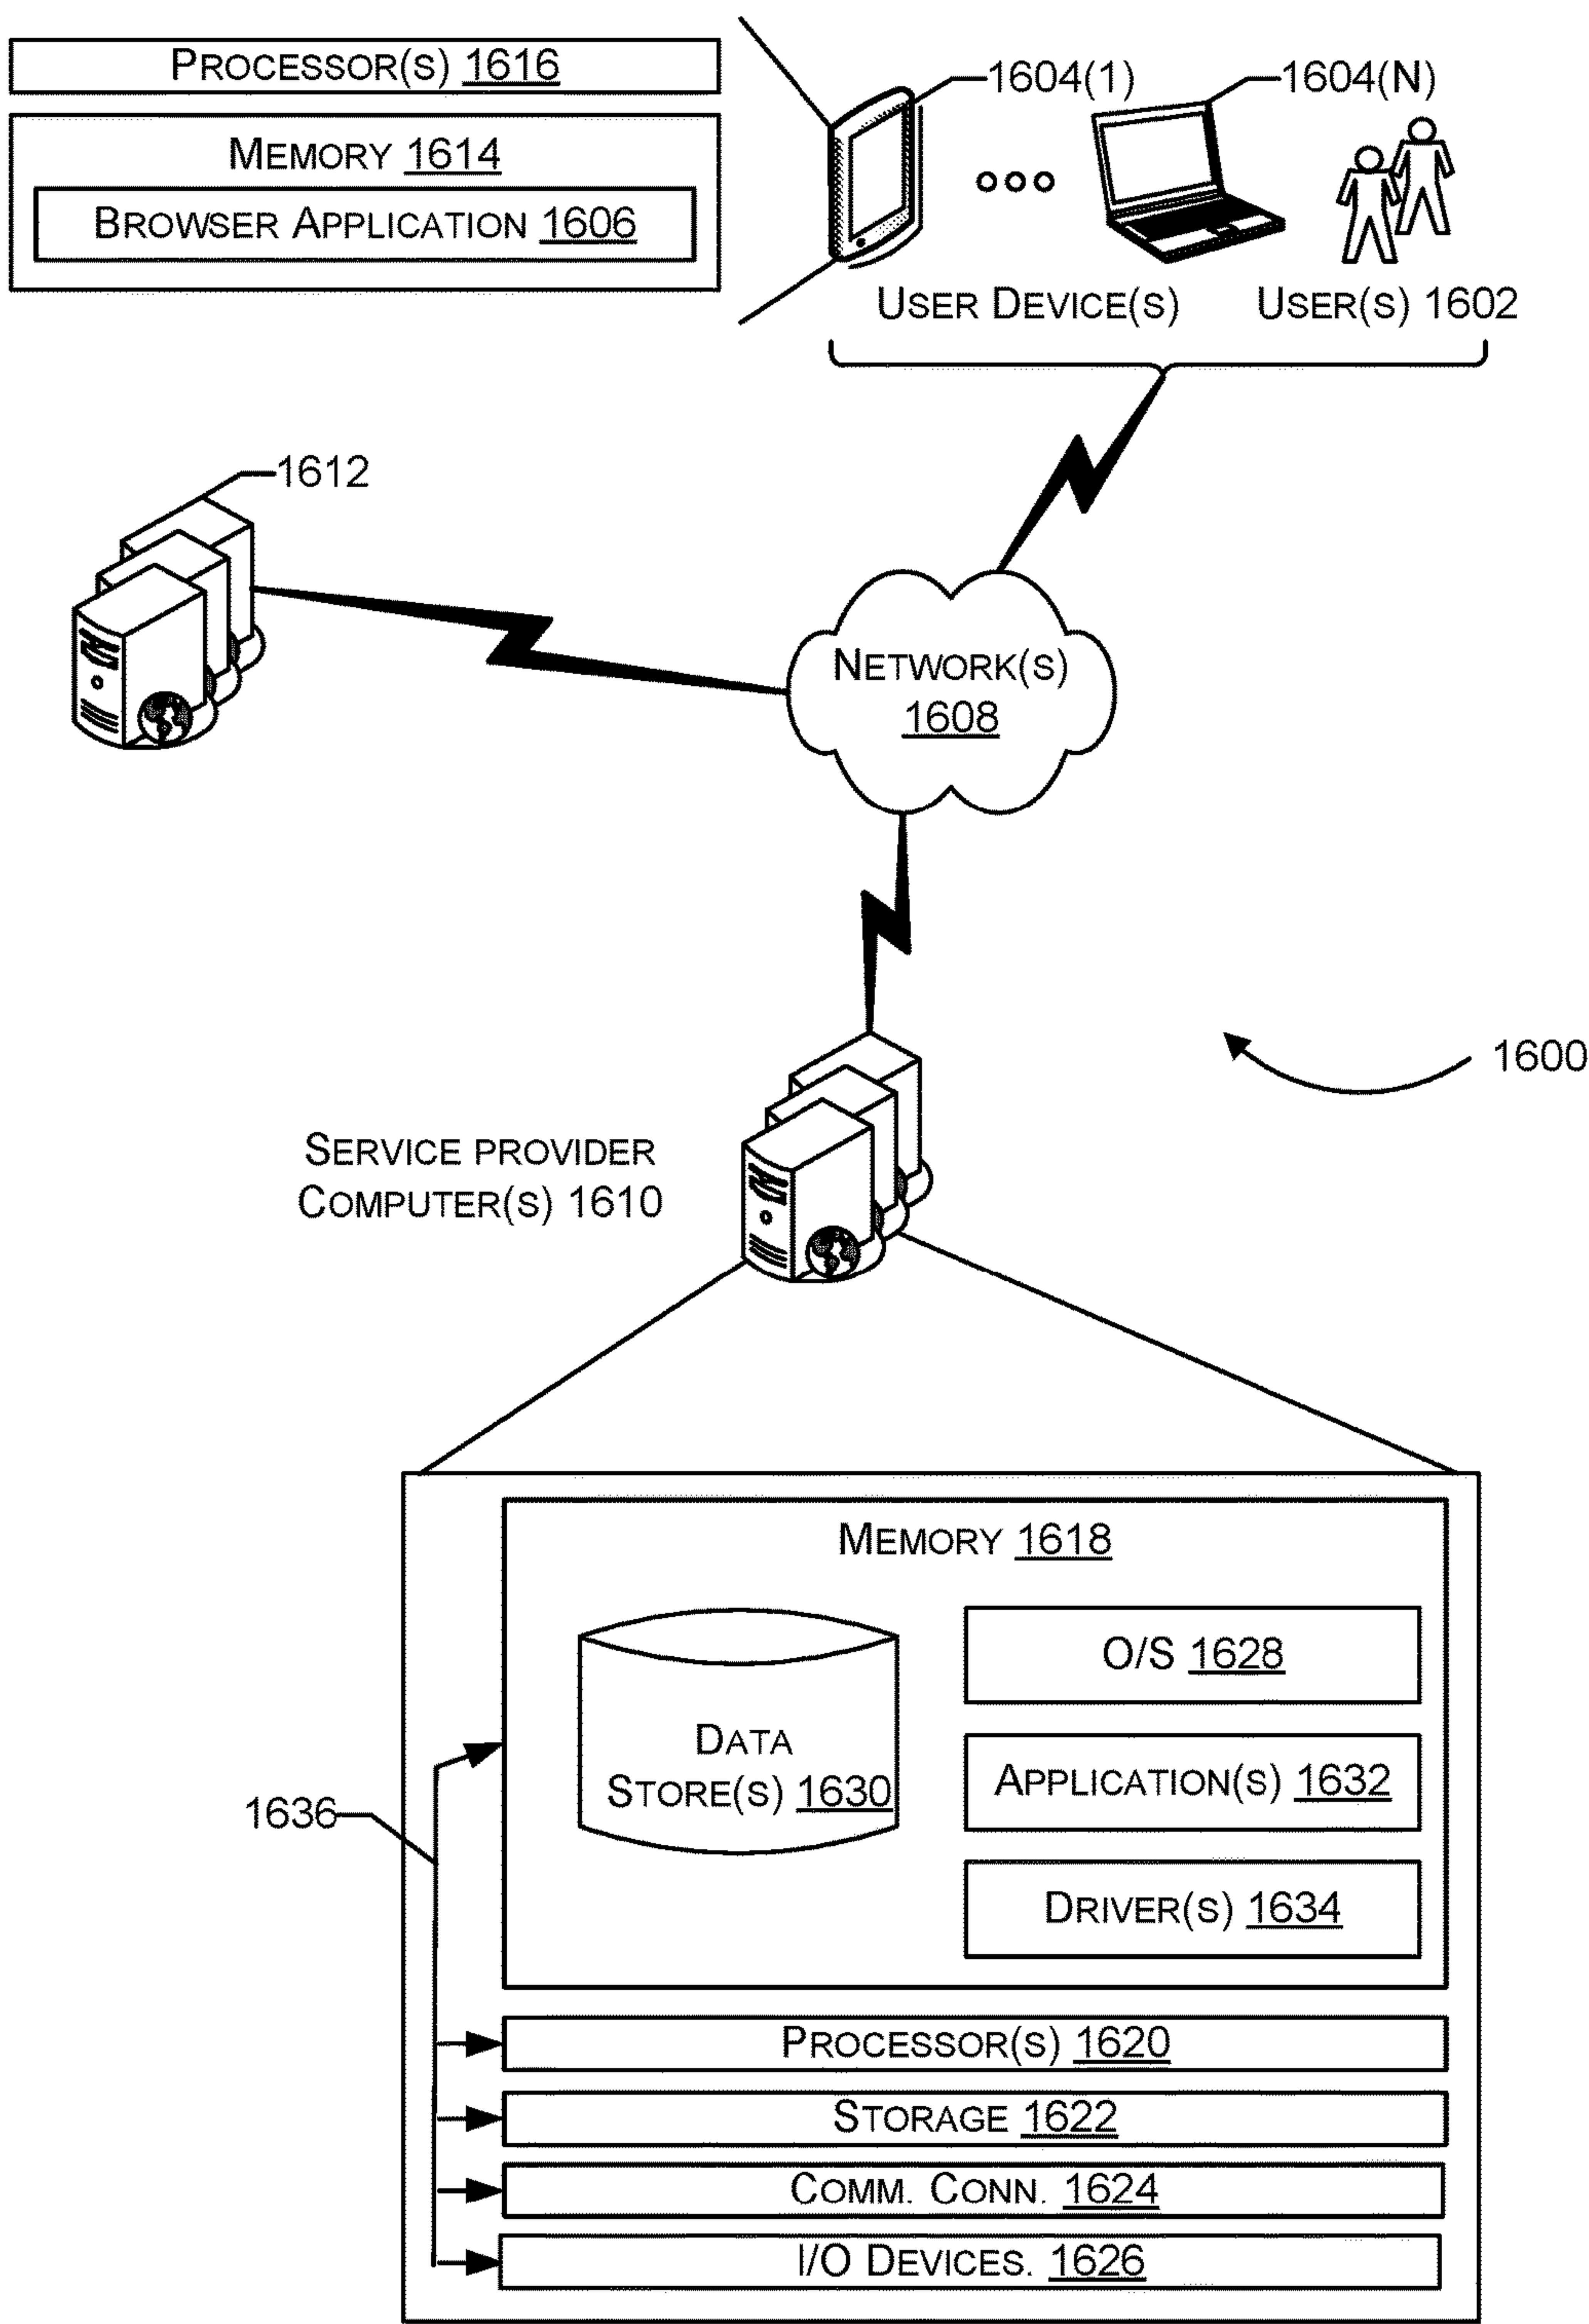 PROCESSOR(S) 1616
MEMORY 1614
BROWSER APPLICATION 1606
1604(1)
1604(N)
USER DEVICE(S)
USER(S) 1602
1612
NETWORK(S)
1608
1600
SERVICE PROVIDER
COMPUTER(S) 1610
MEMORY 1618
DATA
STORE(S) 1630
O/S 1628
APPLICATION(S) 1632
DRIVER(S) 1634
1636
PROCESSOR(S) 1620
STORAGE 1622
COMM. CONN. 1624
I/O DEVICES. 1626